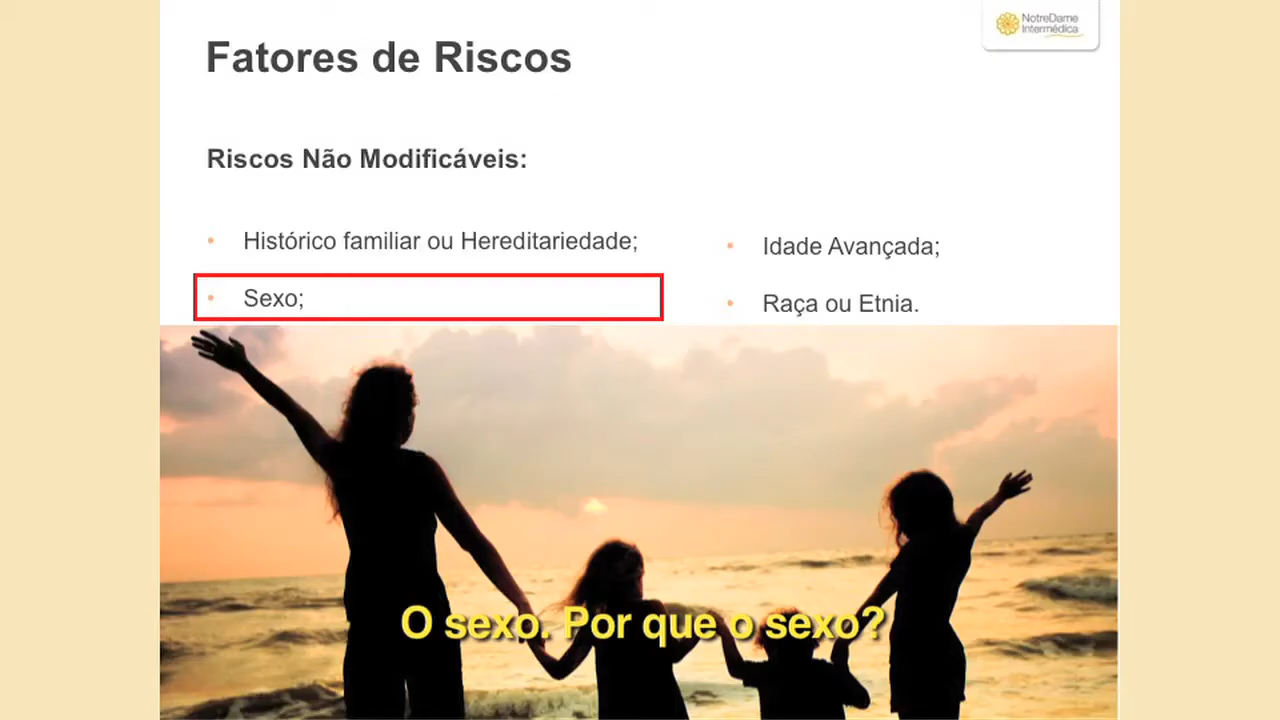 NotreDame
Intermédica
Fatores de Riscos
Riscos Não Modificáveis:
• Histórico familiar ou Hereditariedade;
• Sexo;
• Idade Avançada;
• Raça ou Etnia.
O sexo. Por que o sexo?